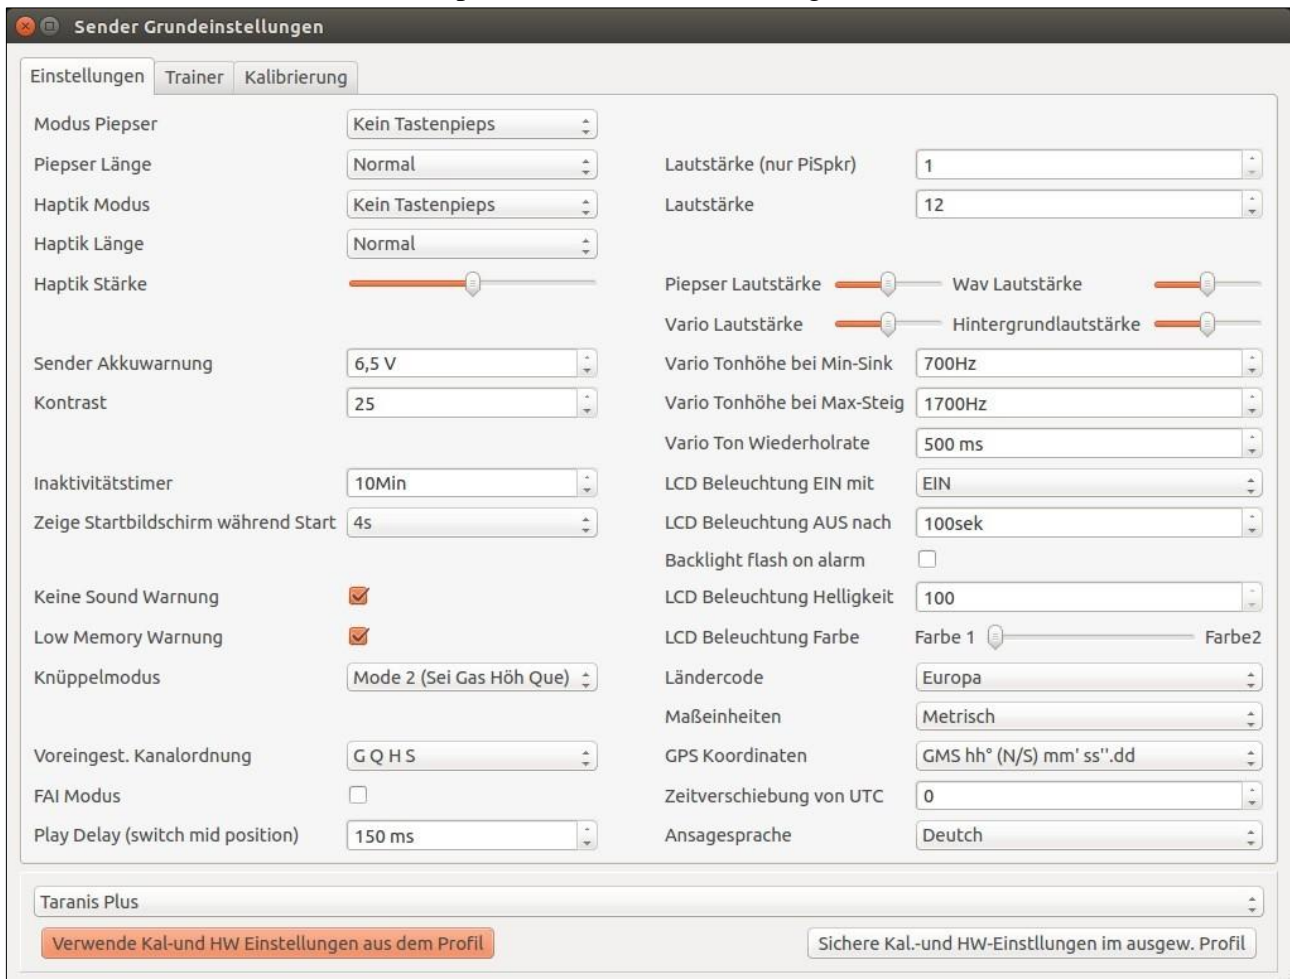 Sender Grundeinstellungen
Einstellungen Trainer Kalibrierung
Modus Piepser Kein Tastenpieps
Piepser Länge Normal Lautstärke (nur PiSpkr) 1
Haptik Modus Kein Tastenpieps Lautstärke 12
Haptik Länge Normal
Haptik Stärke Piepser Lautstärke Wav Lautstärke
Vario Lautstärke Hintergrundlautstärke
Sender Akkuwarnung 6,5 V Vario Tonhöhe bei Min-Sink 700Hz
Kontrast 25 Vario Tonhöhe bei Max-Steig 1700Hz
Vario Ton Wiederholrate 500 ms
Inaktivitätstimer 10Min LCD Beleuchtung EIN mit EIN
Zeige Startbildschirm während Start 4s LCD Beleuchtung AUS nach 100sek
Backlight flash on alarm
Keine Sound Warnung LCD Beleuchtung Helligkeit 100
Low Memory Warnung LCD Beleuchtung Farbe Farbe 1 Farbe2
Knüppelmodus Mode 2 (Sei Gas Höh Que) Ländercode Europa
Maßeinheiten Metrisch
Voreingest. Kanalordnung G Q H S GPS Koordinaten GMS hh° (N/S) mm' ss''.dd
FAI Modus Zeitverschiebung von UTC 0
Play Delay (switch mid position) 150 ms Ansagesprache Deutch
Taranis Plus
Verwende Kal-und HW Einstellungen aus dem Profil Sichere Kal.-und HW-Einstllungen im ausgew. Profil